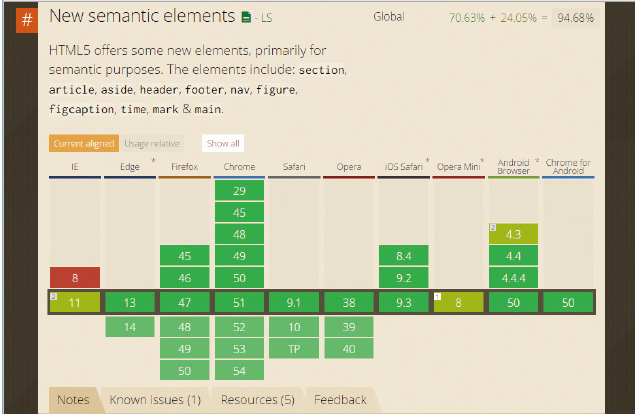 #
New semantic elements - LS
Global 70.63% + 24.05% = 94.68%
HTML5 offers some new elements, primarily for
semantic purposes. The elements include: section,
article, aside, header, footer, nav, figure,
figcaption, time, mark & main.
Current aligned Usage relative Show all
IE Edge * Firefox Chrome Safari Opera iOS Safari * Opera Mini * Android Browser * Chrome for Android
29
45
48 2 4.3
45 49 8.4 4.4
8 46 50 9.2 4.4.4
2 11 13 47 51 9.1 38 9.3 1 8 50 50
14 48 52 10 39
49 53 TP 40
50 54
Notes Known issues (1) Resources (5) Feedback